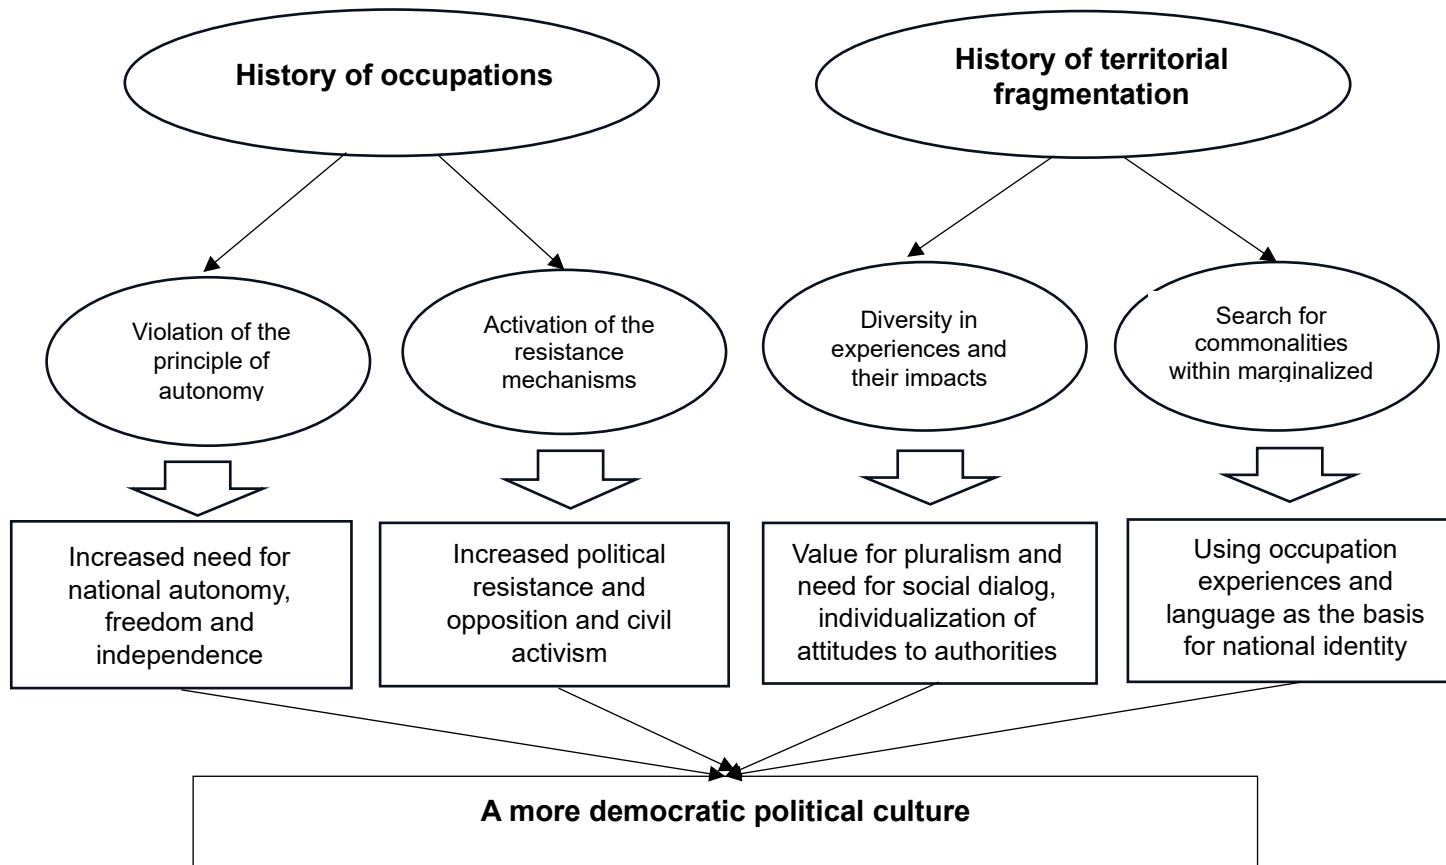 History of occupations
History of territorial
fragmentation
Violation of the
principle of
autonomy
Activation of the
resistance
mechanisms
Diversity in
experiences and
their impacts
Search for
commonalities
within marginalized
Increased need for
national autonomy,
freedom and
independence
Increased political
resistance and
opposition and civil
activism
Value for pluralism and
need for social dialog,
individualization of
attitudes to authorities
Using occupation
experiences and
language as the basis
for national identity
A more democratic political culture